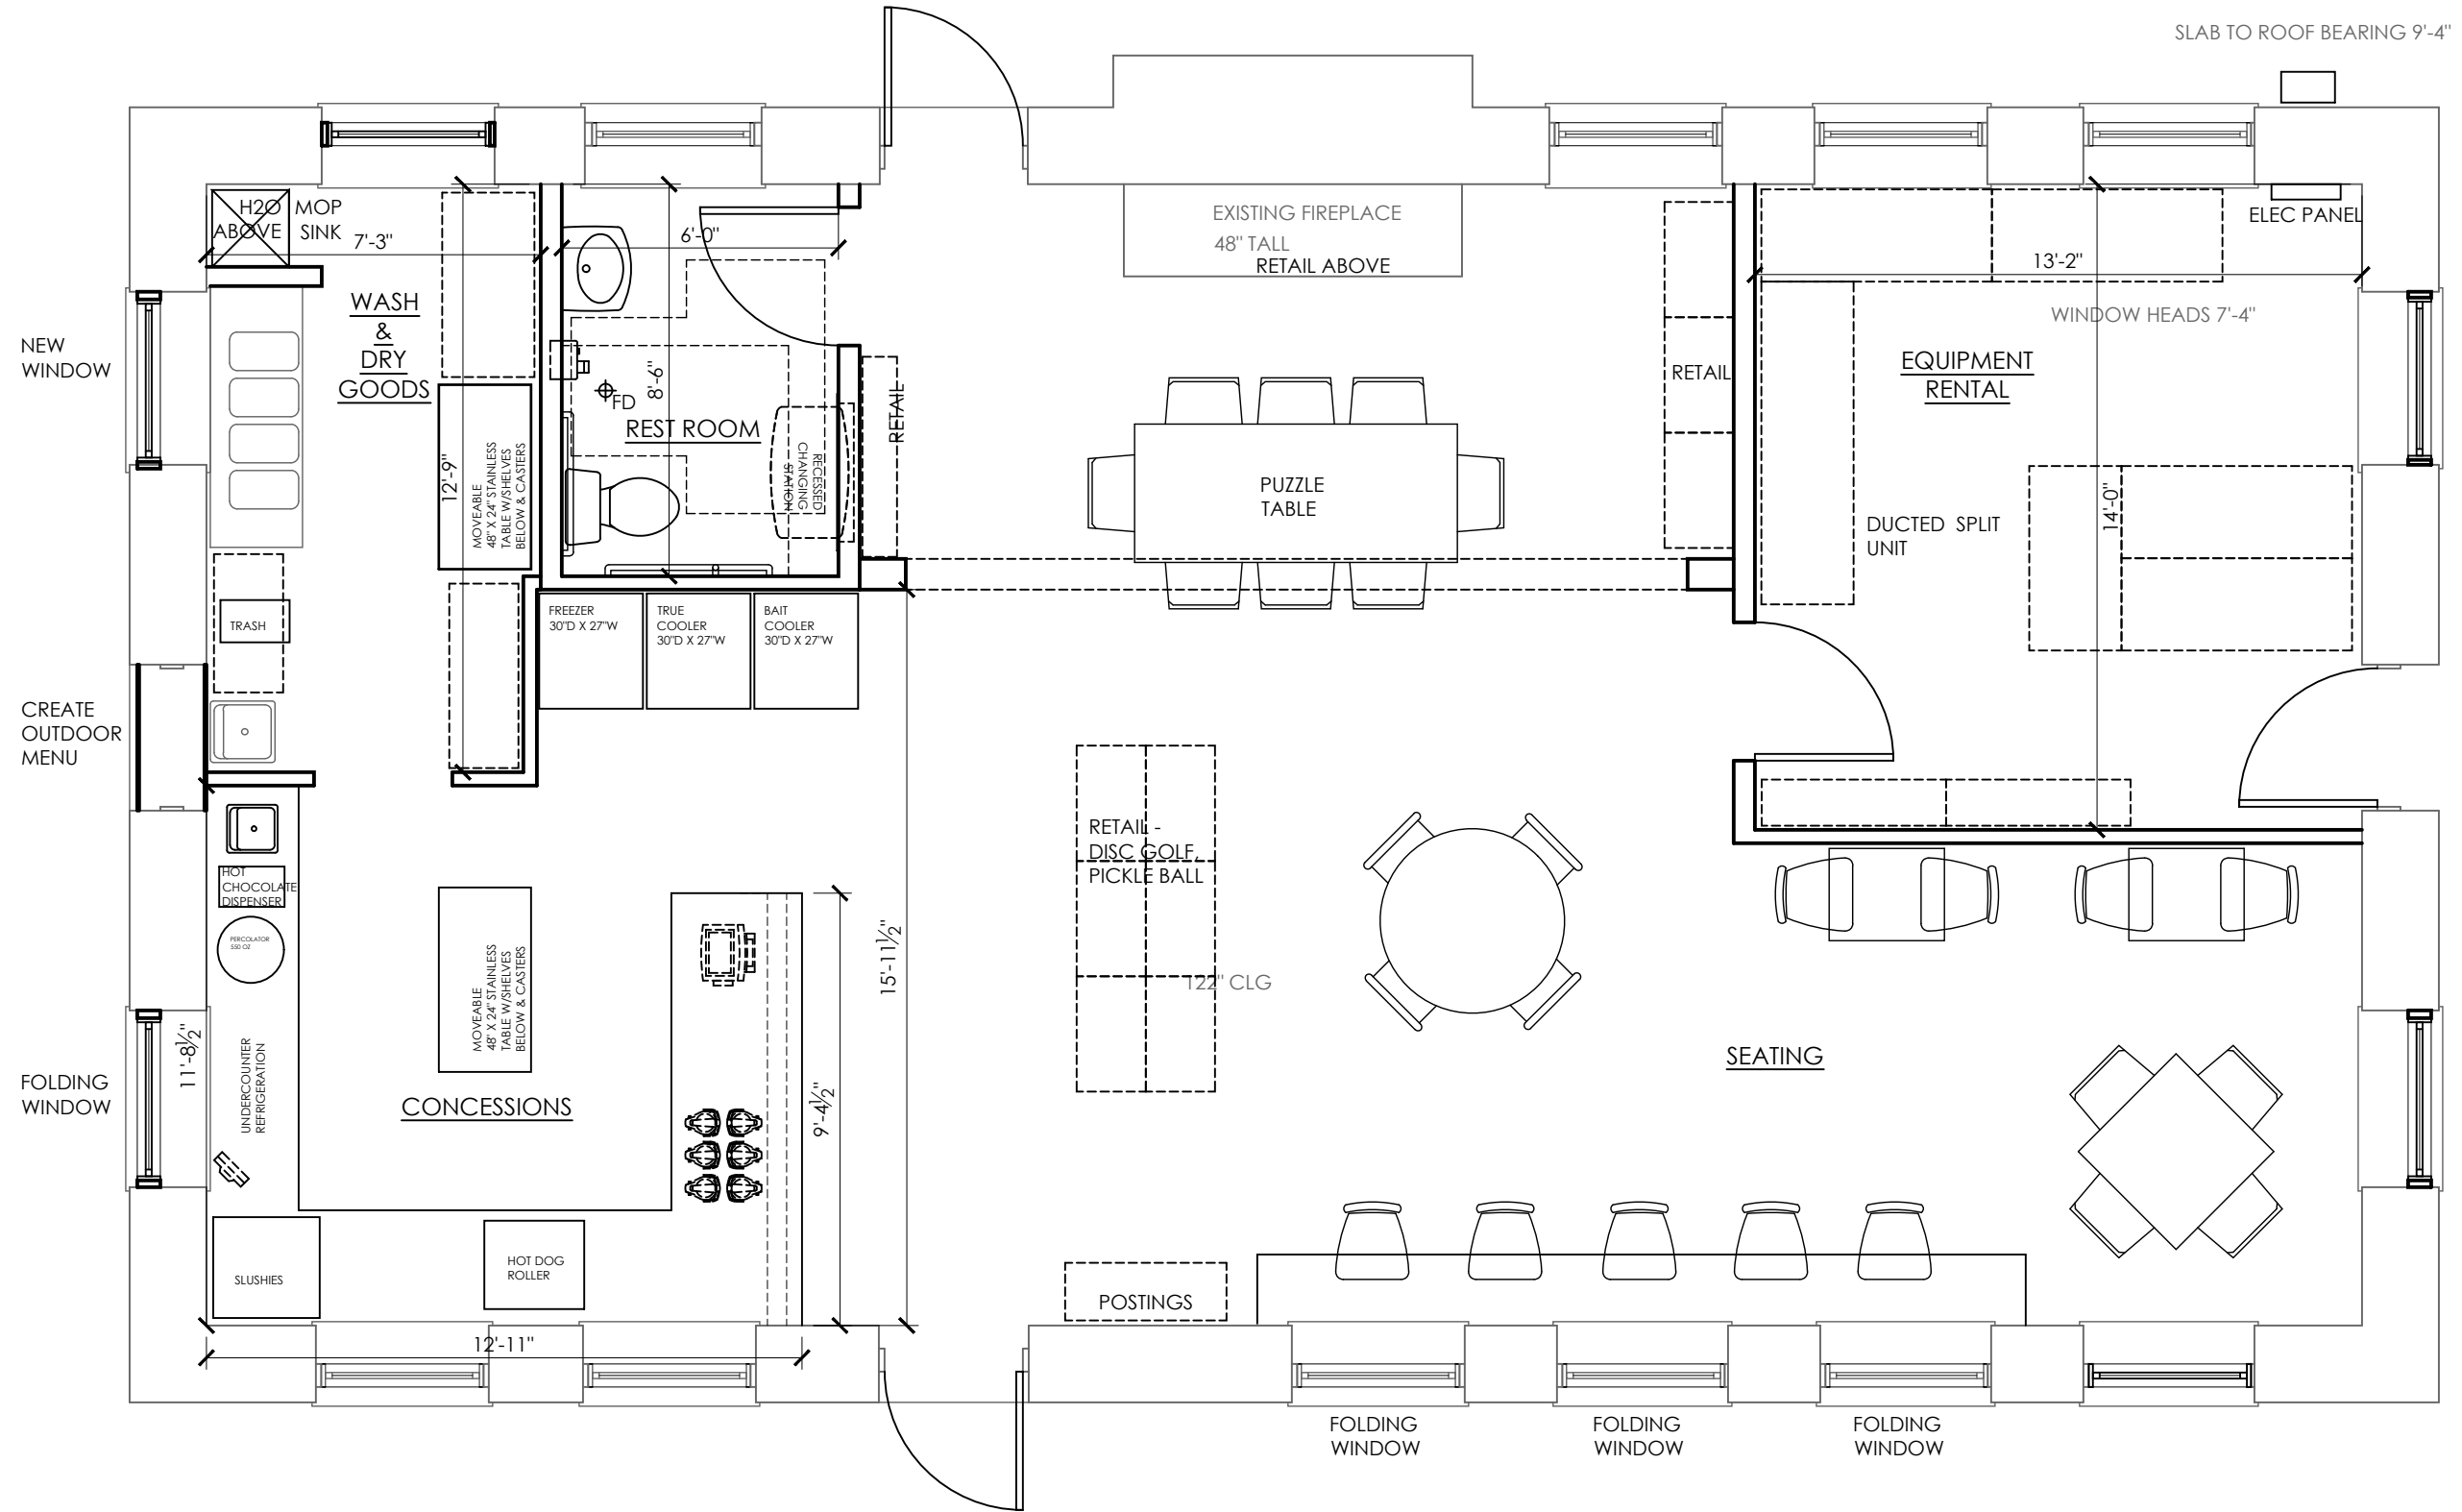 SLAB TO ROOF BEARING 9'-4"
H2O
ABOVE
MOP
SINK
7'-3"
6'-0"
EXISTING FIREPLACE
48" TALL
RETAIL ABOVE
ELEC PANEL
13'-2"
WINDOW HEADS 7'-4"
NEW
WINDOW
WASH
&
DRY
GOODS
12'-9"
MOVEABLE
48" X 24" STAINLESS
TABLE W/SHELVES
BELOW & CASTERS
8'-6"
FD
REST ROOM
RECESSED
CHANGING
STATION
RETAIL
RETAIL
PUZZLE
TABLE
EQUIPMENT
RENTAL
DUCTED SPLIT
UNIT
14'-0"
TRASH
FREEZER
30"D X 27"W
TRUE
COOLER
30"D X 27"W
BAIT
COOLER
30"D X 27"W
CREATE
OUTDOOR
MENU
HOT
CHOCOLATE
DISPENSER
PERCOLATOR
550 OZ
MOVEABLE
48" X 24" STAINLESS
TABLE W/SHELVES
BELOW & CASTERS
15'-11½"
RETAIL -
DISC GOLF,
PICKLE BALL
122" CLG
SEATING
FOLDING
WINDOW
11'-8½"
UNDERCOUNTER
REFRIGERATION
CONCESSIONS
9'-4½"
SLUSHIES
HOT DOG
ROLLER
POSTINGS
12'-11"
FOLDING
WINDOW
FOLDING
WINDOW
FOLDING
WINDOW